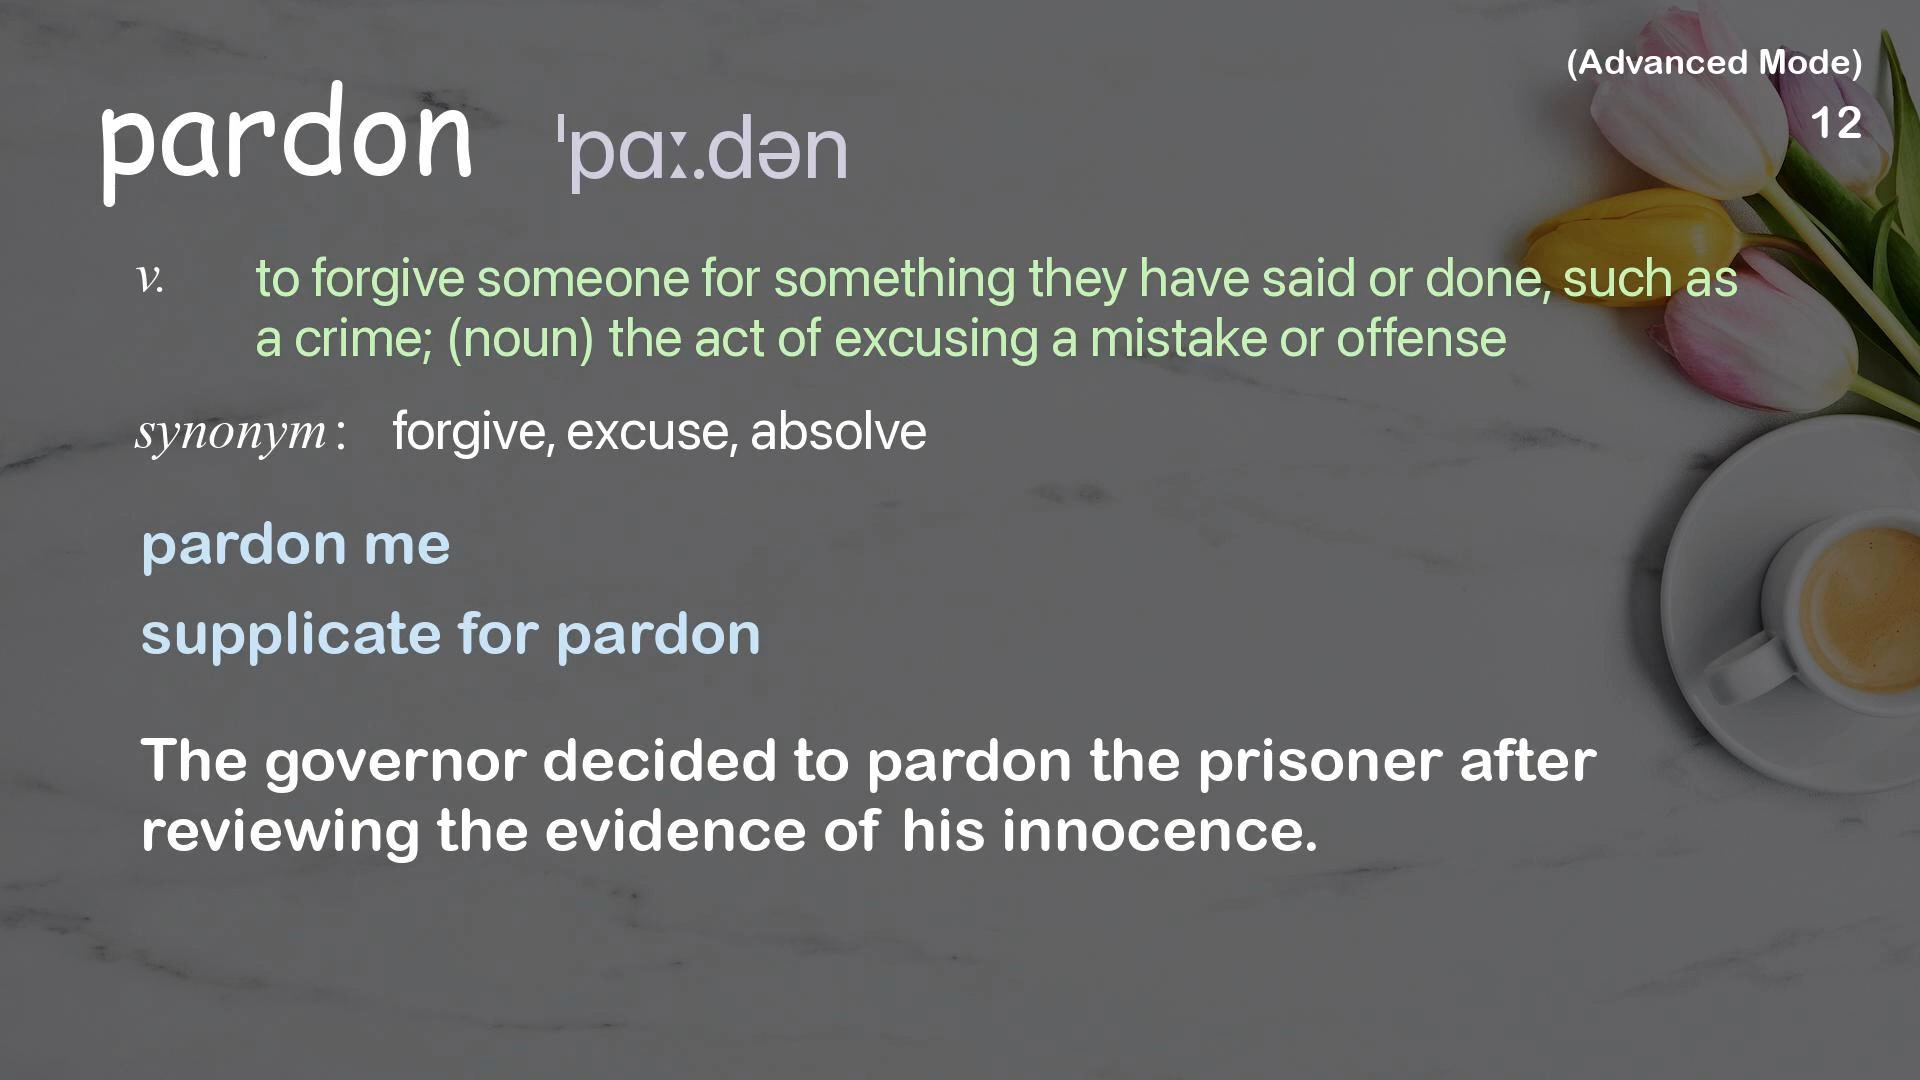 (Advanced Mode)
12
pardon ˈpɑː.dən
v. to forgive someone for something they have said or done, such as
a crime; (noun) the act of excusing a mistake or offense
synonym: forgive, excuse, absolve
pardon me
supplicate for pardon
The governor decided to pardon the prisoner after
reviewing the evidence of his innocence.